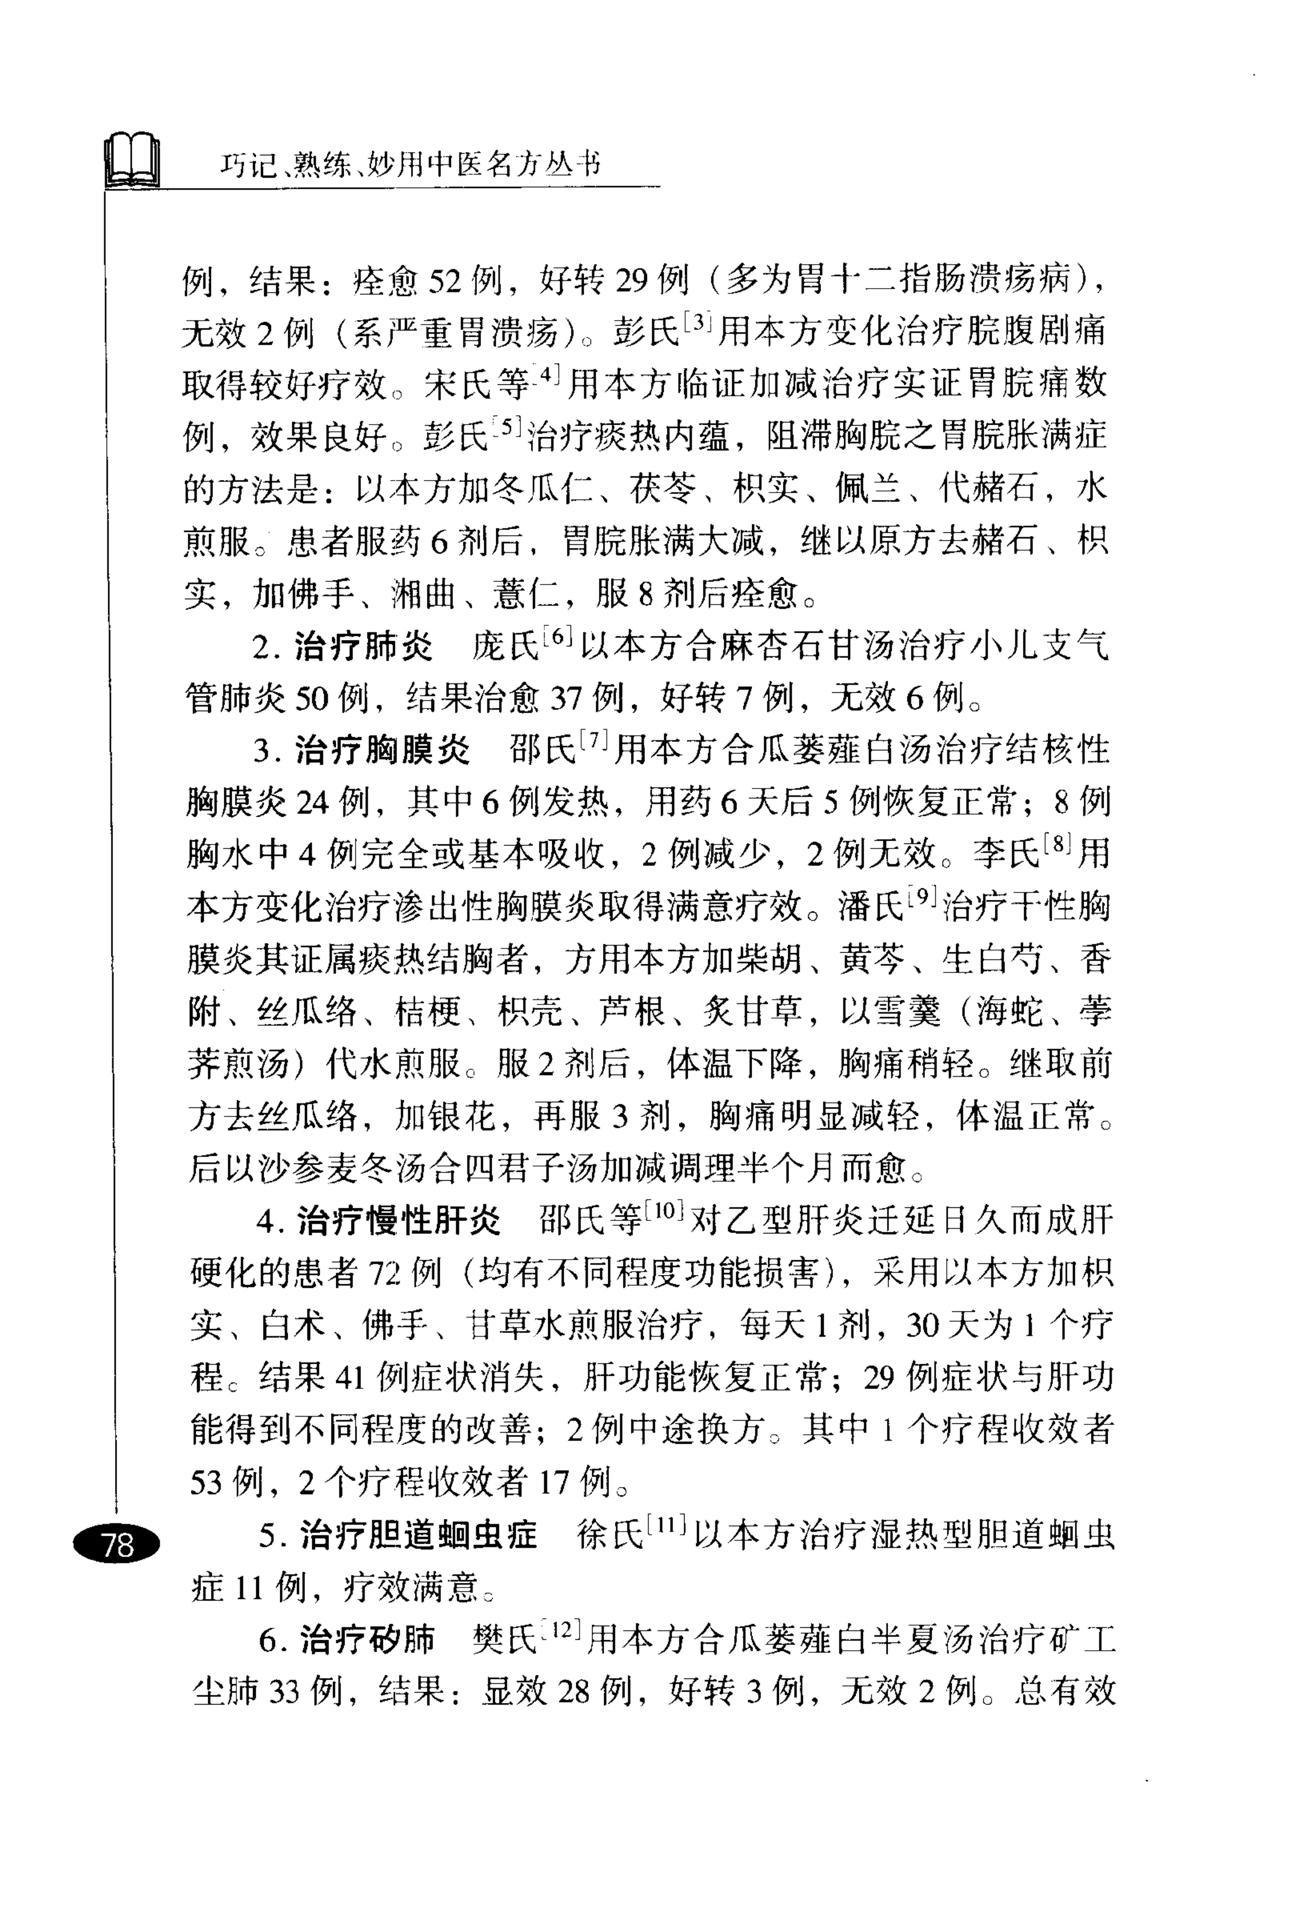 巧记、熟练、妙用中医名方丛书
例，结果：痊愈 52 例，好转 29 例（多为胃十二指肠溃疡病），
无效 2 例（系严重胃溃疡）。彭氏[3]用本方变化治疗脘腹剧痛
取得较好疗效。宋氏等[4]用本方临证加减治疗实证胃脘痛数
例，效果良好。彭氏[5]治疗痰热内蕴，阻滞胸脘之胃脘胀满症
的方法是：以本方加冬瓜仁、茯苓、枳实、佩兰、代赭石，水
煎服。患者服药 6 剂后，胃脘胀满大减，继以原方去赭石、枳
实，加佛手、湘曲、薏仁，服 8 剂后痊愈。
2. 治疗肺炎　庞氏[6]以本方合麻杏石甘汤治疗小儿支气
管肺炎 50 例，结果治愈 37 例，好转 7 例，无效 6 例。
3. 治疗胸膜炎　邵氏[7]用本方合瓜蒌薤白汤治疗结核性
胸膜炎 24 例，其中 6 例发热，用药 6 天后 5 例恢复正常；8 例
胸水中 4 例完全或基本吸收，2 例减少，2 例无效。李氏[8]用
本方变化治疗渗出性胸膜炎取得满意疗效。潘氏[9]治疗干性胸
膜炎其证属痰热结胸者，方用本方加柴胡、黄芩、生白芍、香
附、丝瓜络、桔梗、枳壳、芦根、炙甘草，以雪羹（海蛇、荸
荠煎汤）代水煎服。服 2 剂后，体温下降，胸痛稍轻。继取前
方去丝瓜络，加银花，再服 3 剂，胸痛明显减轻，体温正常。
后以沙参麦冬汤合四君子汤加减调理半个月而愈。
4. 治疗慢性肝炎　邵氏等[10]对乙型肝炎迁延日久而成肝
硬化的患者 72 例（均有不同程度功能损害），采用以本方加枳
实、白术、佛手、甘草水煎服治疗，每天 1 剂，30 天为 1 个疗
程。结果 41 例症状消失，肝功能恢复正常；29 例症状与肝功
能得到不同程度的改善；2 例中途换方。其中 1 个疗程收效者
53 例，2 个疗程收效者 17 例。
5. 治疗胆道蛔虫症　徐氏[11]以本方治疗湿热型胆道蛔虫
症 11 例，疗效满意。
6. 治疗矽肺　樊氏[12]用本方合瓜蒌薤白半夏汤治疗矿工
尘肺 33 例，结果：显效 28 例，好转 3 例，无效 2 例。总有效
78